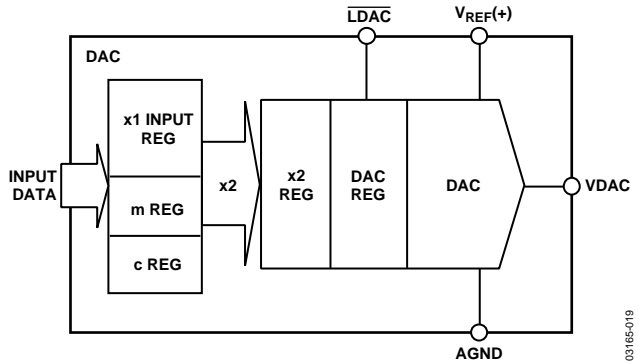 LDAC
VREF(+)
DAC
x1 INPUT
REG
INPUT
DATA
m REG
c REG
x2
x2
REG
DAC
REG
DAC
VDAC
AGND
03165-019